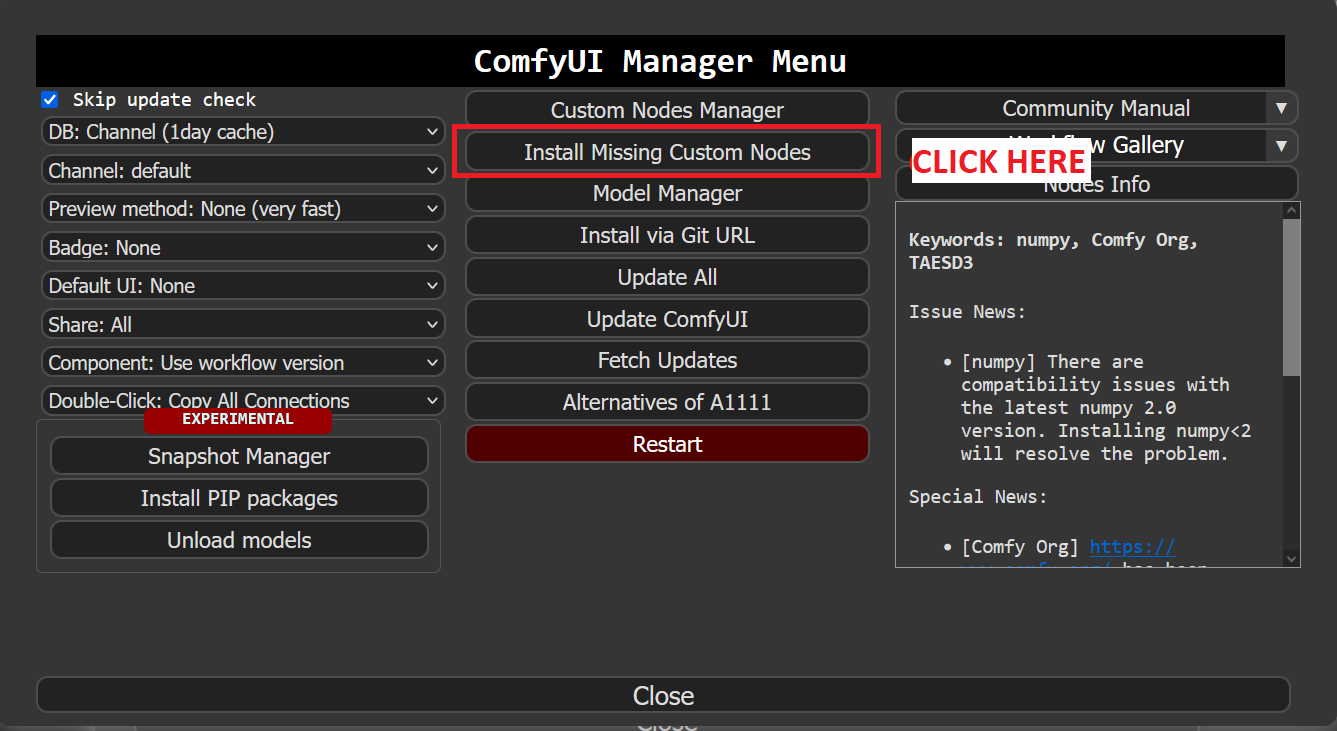 ComfyUI Manager Menu
Skip update check
DB: Channel (1day cache)
Channel: default
Preview method: None (very fast)
Badge: None
Default UI: None
Share: All
Component: Use workflow version
Double-Click: Copy All Connections
EXPERIMENTAL
Snapshot Manager
Install PIP packages
Unload models
Custom Nodes Manager
Install Missing Custom Nodes
Model Manager
Install via Git URL
Update All
Update ComfyUI
Fetch Updates
Alternatives of A1111
Restart
Community Manual
Gallery
CLICK HERE
Nodes Info
Keywords: numpy, Comfy Org,
TAESD3
Issue News:
• [numpy] There are
compatibility issues with
the latest numpy 2.0
version. Installing numpy<2
will resolve the problem.
Special News:
• [Comfy Org] https://
Close
Close